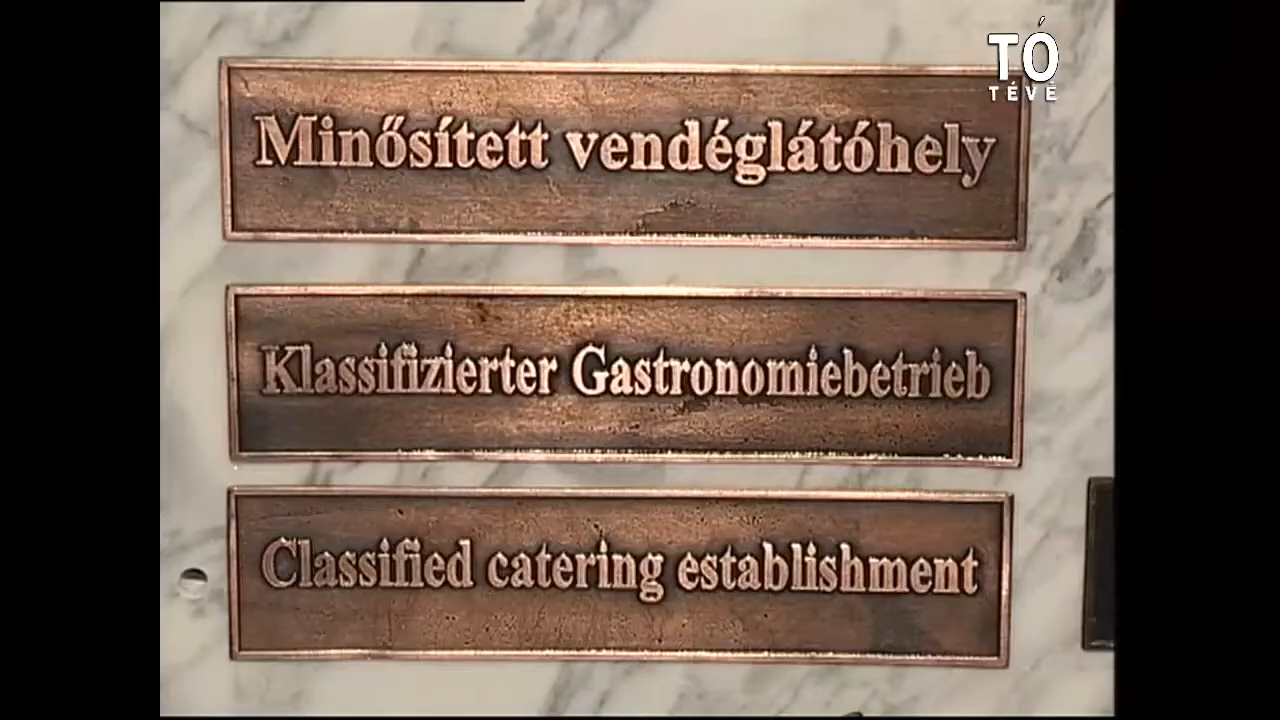 TÓ
TÉVÉ
Minősített vendéglátóhely
Klassifizierter Gastronomiebetrieb
Classified catering establishment